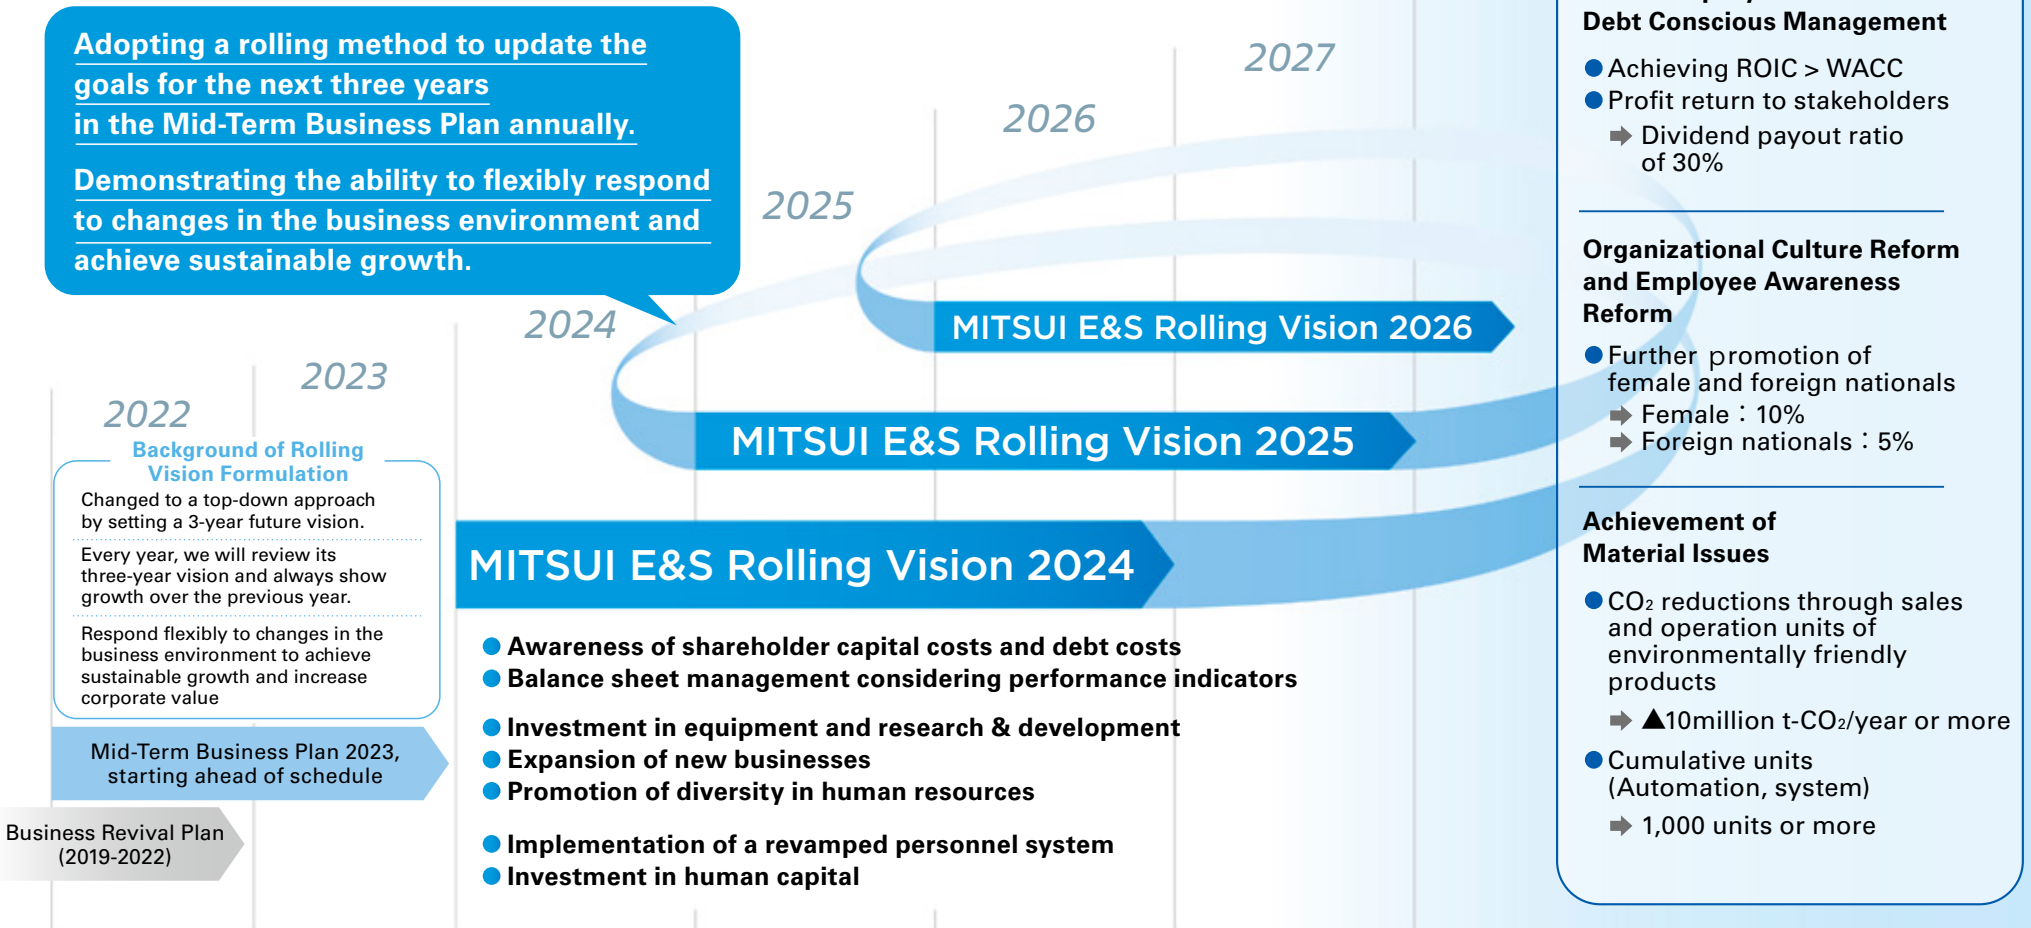 Adopting a rolling method to update the
goals for the next three years
in the Mid-Term Business Plan annually.
Demonstrating the ability to flexibly respond
to changes in the business environment and
achieve sustainable growth.
2022
2023
2024
2025
2026
2027
Background of Rolling
Vision Formulation
Changed to a top-down approach
by setting a 3-year future vision.
Every year, we will review its
three-year vision and always show
growth over the previous year.
Respond flexibly to changes in the
business environment to achieve
sustainable growth and increase
corporate value
Mid-Term Business Plan 2023,
starting ahead of schedule
Business Revival Plan
(2019-2022)
MITSUI E&S Rolling Vision 2026
MITSUI E&S Rolling Vision 2025
MITSUI E&S Rolling Vision 2024
● Awareness of shareholder capital costs and debt costs
● Balance sheet management considering performance indicators
● Investment in equipment and research & development
● Expansion of new businesses
● Promotion of diversity in human resources
● Implementation of a revamped personnel system
● Investment in human capital
Debt Conscious Management
● Achieving ROIC > WACC
● Profit return to stakeholders
➡ Dividend payout ratio
of 30%
Organizational Culture Reform
and Employee Awareness
Reform
● Further promotion of
female and foreign nationals
➡ Female：10%
➡ Foreign nationals：5%
Achievement of
Material Issues
● CO₂ reductions through sales
and operation units of
environmentally friendly
products
➡ ▲10million t-CO₂/year or more
● Cumulative units
(Automation, system)
➡ 1,000 units or more